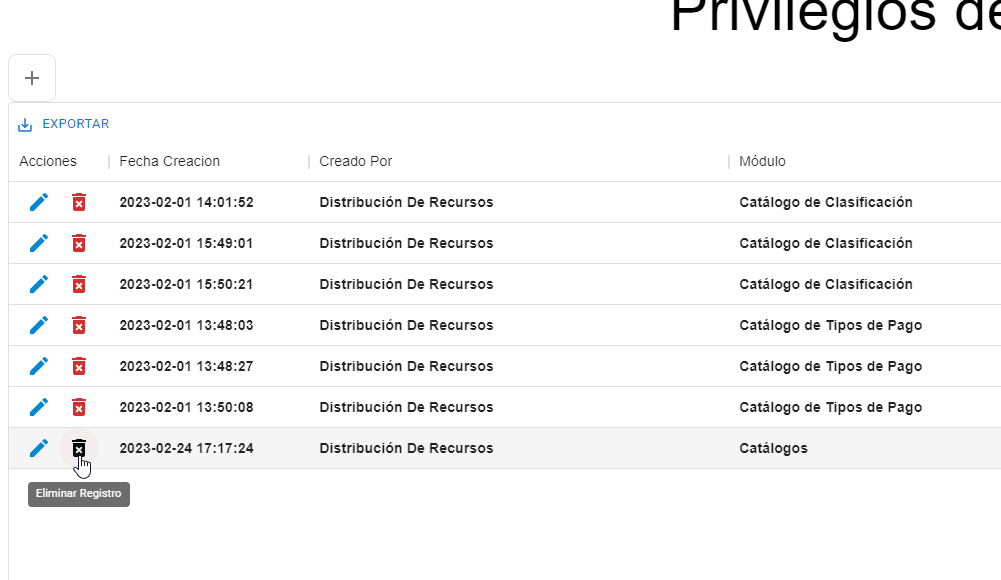 Privilegios de
EXPORTAR
Acciones Fecha Creacion Creado Por Módulo
2023-02-01 14:01:52 Distribución De Recursos Catálogo de Clasificación
2023-02-01 15:49:01 Distribución De Recursos Catálogo de Clasificación
2023-02-01 15:50:21 Distribución De Recursos Catálogo de Clasificación
2023-02-01 13:48:03 Distribución De Recursos Catálogo de Tipos de Pago
2023-02-01 13:48:27 Distribución De Recursos Catálogo de Tipos de Pago
2023-02-01 13:50:08 Distribución De Recursos Catálogo de Tipos de Pago
2023-02-24 17:17:24 Distribución De Recursos Catálogos
Eliminar Registro